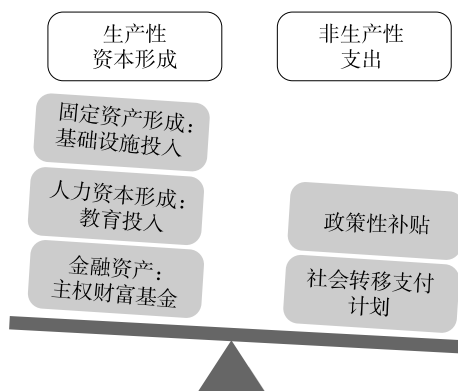 生产性
资本形成
非生产性
支出
固定资产形成：
基础设施投入
人力资本形成：
教育投入
金融资产：
主权财富基金
政策性补贴
社会转移支付
计划